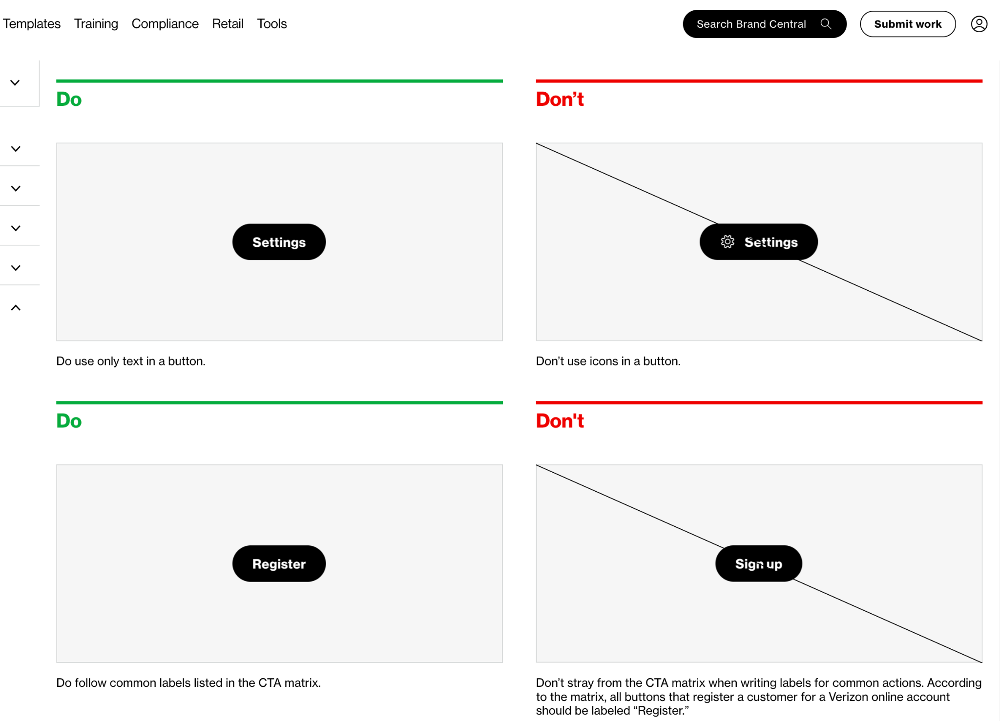 Templates Training Compliance Retail Tools Search Brand Central Submit work
Do
Don’t
Settings
Settings
Do use only text in a button.
Don’t use icons in a button.
Do
Don't
Register
Sign up
Do follow common labels listed in the CTA matrix.
Don’t stray from the CTA matrix when writing labels for common actions. According
to the matrix, all buttons that register a customer for a Verizon online account
should be labeled “Register.”